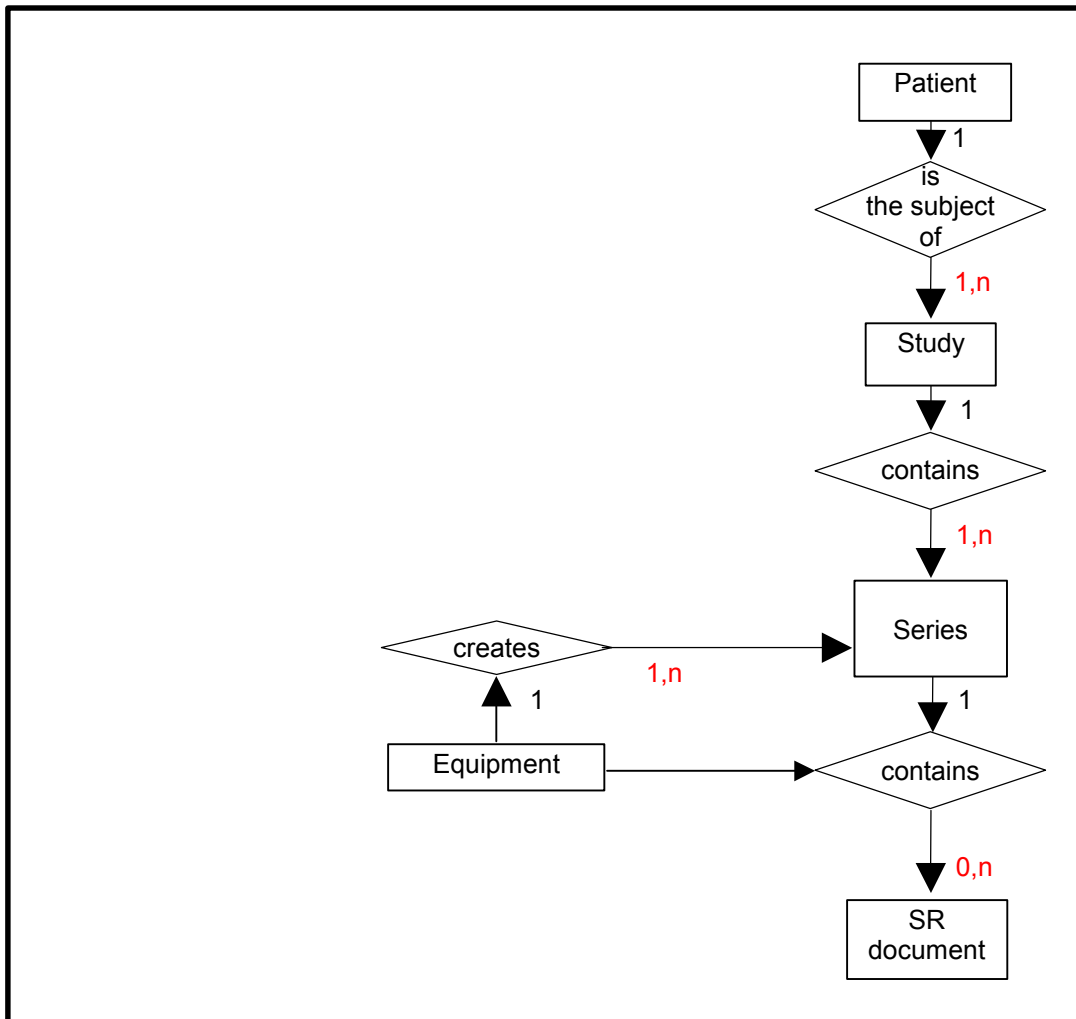 Patient
1
is
the subject
of
1,n
Study
1
contains
1,n
Series
creates
1,n
1
1
Equipment
contains
0,n
SR
document